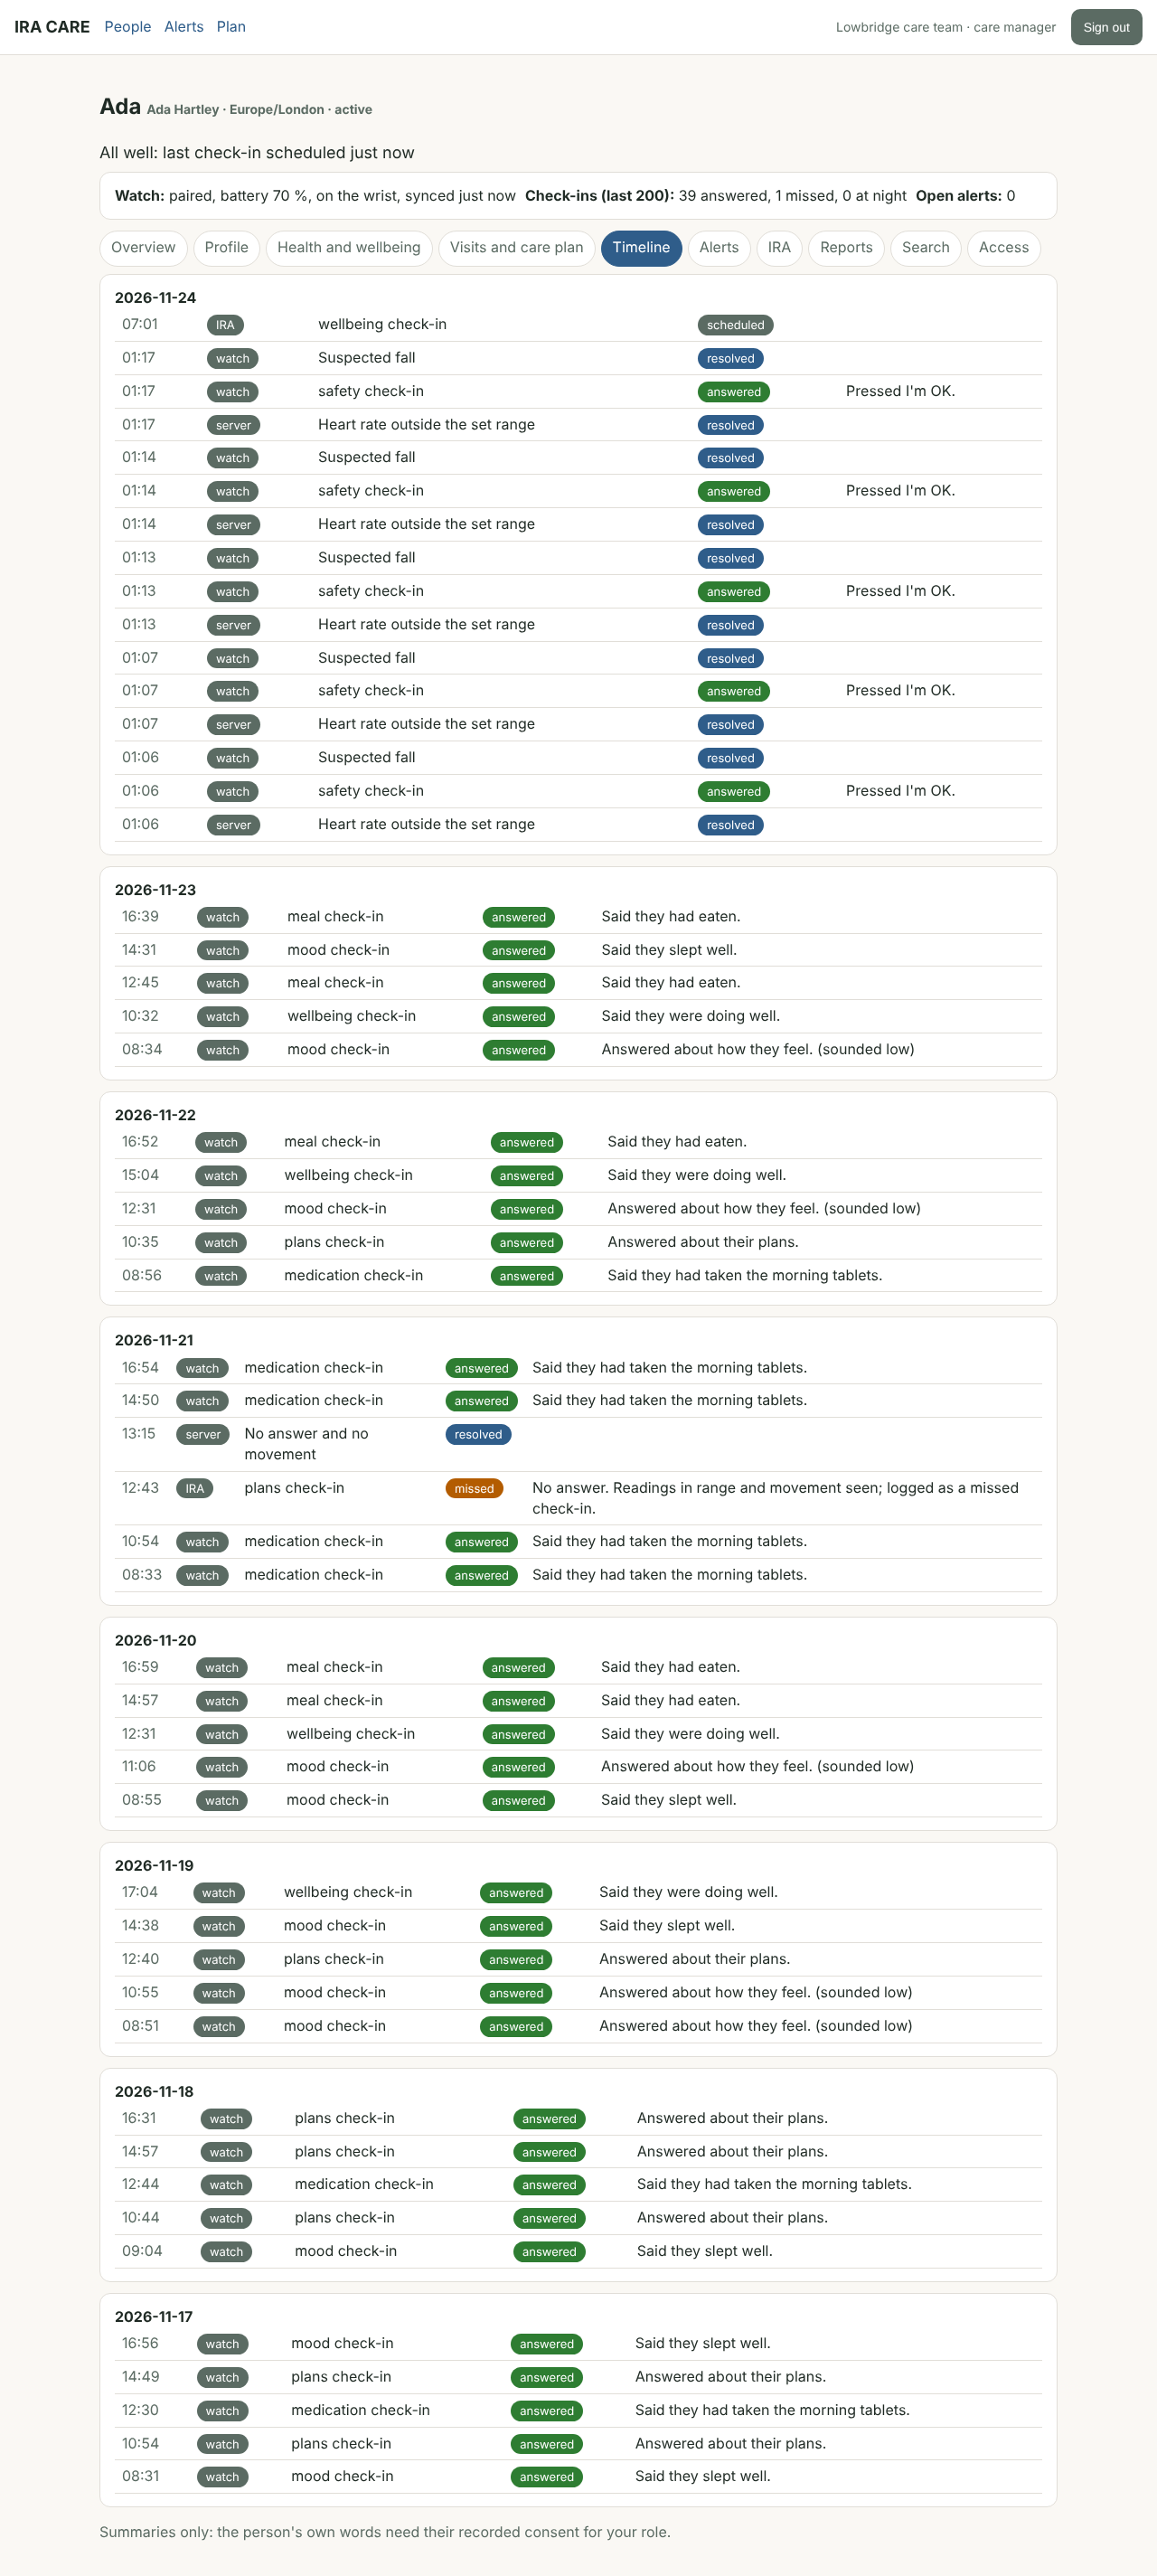 IRA CARE People Alerts Plan Lowbridge care team · care manager Sign out
Ada Ada Hartley · Europe/London · active
All well: last check-in scheduled just now
Watch: paired, battery 70 %, on the wrist, synced just now Check-ins (last 200): 39 answered, 1 missed, 0 at night Open alerts: 0
Overview Profile Health and wellbeing Visits and care plan Timeline Alerts IRA Reports Search Access
2026-11-24
07:01 IRA wellbeing check-in scheduled
01:17 watch Suspected fall resolved
01:17 watch safety check-in answered Pressed I'm OK.
01:17 server Heart rate outside the set range resolved
01:14 watch Suspected fall resolved
01:14 watch safety check-in answered Pressed I'm OK.
01:14 server Heart rate outside the set range resolved
01:13 watch Suspected fall resolved
01:13 watch safety check-in answered Pressed I'm OK.
01:13 server Heart rate outside the set range resolved
01:07 watch Suspected fall resolved
01:07 watch safety check-in answered Pressed I'm OK.
01:07 server Heart rate outside the set range resolved
01:06 watch Suspected fall resolved
01:06 watch safety check-in answered Pressed I'm OK.
01:06 server Heart rate outside the set range resolved
2026-11-23
16:39 watch meal check-in answered Said they had eaten.
14:31 watch mood check-in answered Said they slept well.
12:45 watch meal check-in answered Said they had eaten.
10:32 watch wellbeing check-in answered Said they were doing well.
08:34 watch mood check-in answered Answered about how they feel. (sounded low)
2026-11-22
16:52 watch meal check-in answered Said they had eaten.
15:04 watch wellbeing check-in answered Said they were doing well.
12:31 watch mood check-in answered Answered about how they feel. (sounded low)
10:35 watch plans check-in answered Answered about their plans.
08:56 watch medication check-in answered Said they had taken the morning tablets.
2026-11-21
16:54 watch medication check-in answered Said they had taken the morning tablets.
14:50 watch medication check-in answered Said they had taken the morning tablets.
13:15 server No answer and no resolved
movement
12:43 IRA plans check-in missed No answer. Readings in range and movement seen; logged as a missed
check-in.
10:54 watch medication check-in answered Said they had taken the morning tablets.
08:33 watch medication check-in answered Said they had taken the morning tablets.
2026-11-20
16:59 watch meal check-in answered Said they had eaten.
14:57 watch meal check-in answered Said they had eaten.
12:31 watch wellbeing check-in answered Said they were doing well.
11:06 watch mood check-in answered Answered about how they feel. (sounded low)
08:55 watch mood check-in answered Said they slept well.
2026-11-19
17:04 watch wellbeing check-in answered Said they were doing well.
14:38 watch mood check-in answered Said they slept well.
12:40 watch plans check-in answered Answered about their plans.
10:55 watch mood check-in answered Answered about how they feel. (sounded low)
08:51 watch mood check-in answered Answered about how they feel. (sounded low)
2026-11-18
16:31 watch plans check-in answered Answered about their plans.
14:57 watch plans check-in answered Answered about their plans.
12:44 watch medication check-in answered Said they had taken the morning tablets.
10:44 watch plans check-in answered Answered about their plans.
09:04 watch mood check-in answered Said they slept well.
2026-11-17
16:56 watch mood check-in answered Said they slept well.
14:49 watch plans check-in answered Answered about their plans.
12:30 watch medication check-in answered Said they had taken the morning tablets.
10:54 watch plans check-in answered Answered about their plans.
08:31 watch mood check-in answered Said they slept well.
Summaries only: the person's own words need their recorded consent for your role.